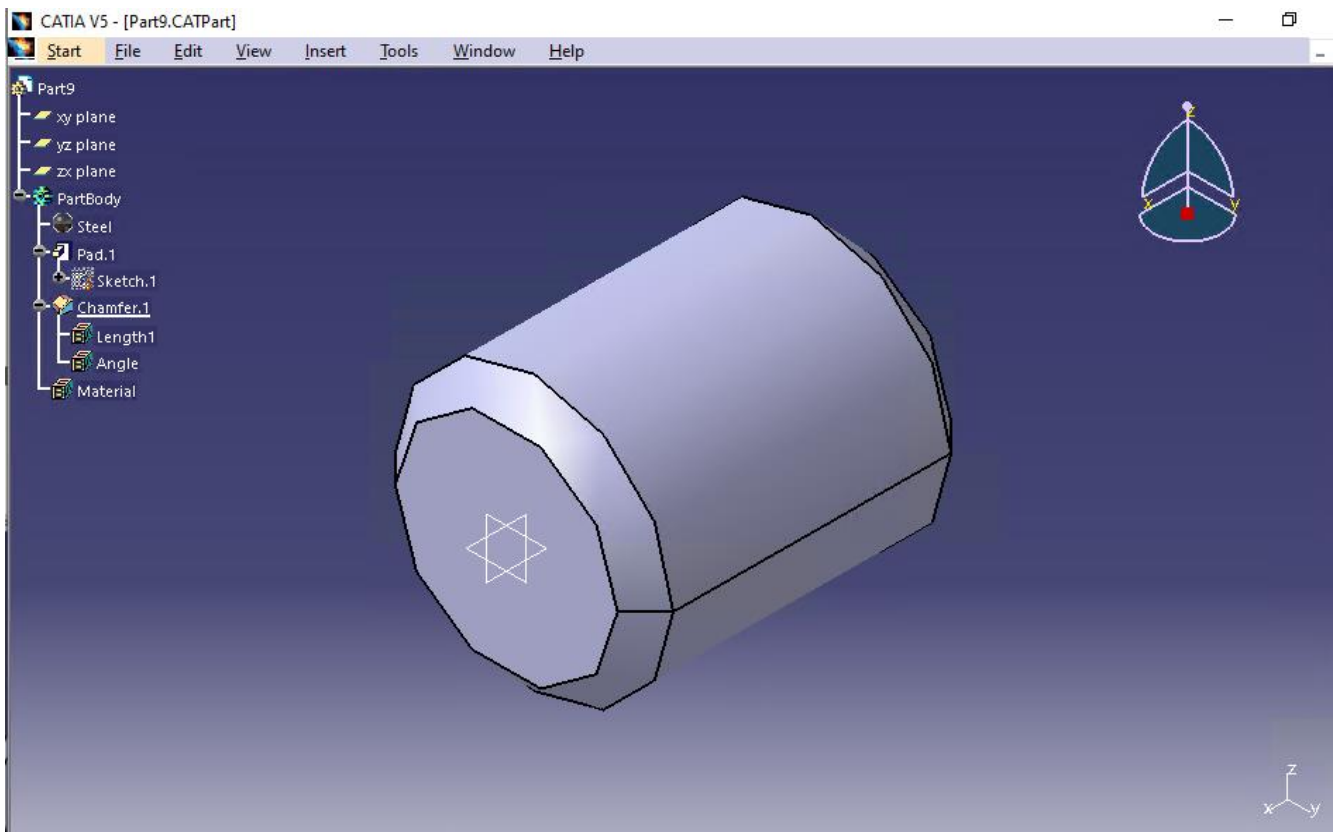 CATIA V5 - [Part9.CATPart]
Start File Edit View Insert Tools Window Help
Part9
xy plane
yz plane
zx plane
PartBody
Steel
Pad.1
Sketch.1
Chamfer.1
Length1
Angle
Material
z
x y
z
x y